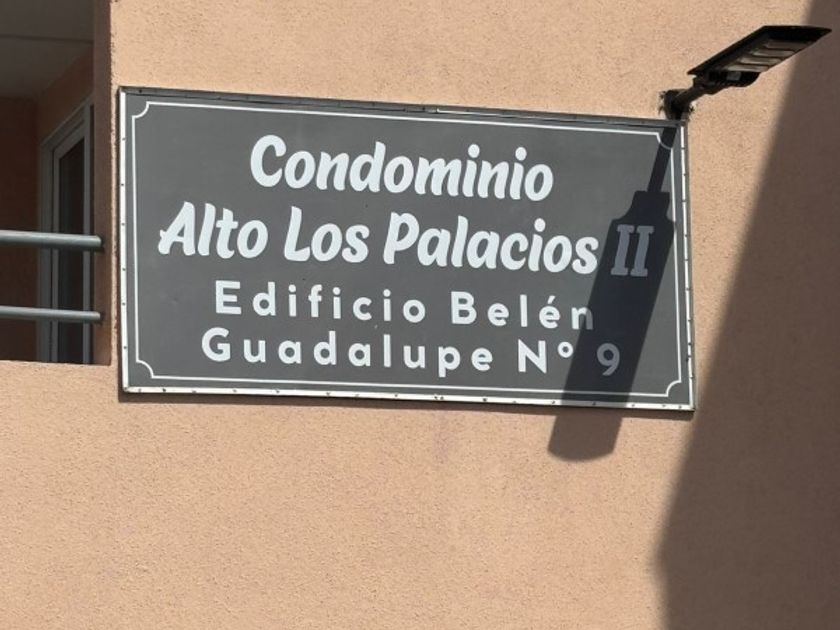 Condominio
Alto Los Palacios II
Edificio Belén
Guadalupe N° 9